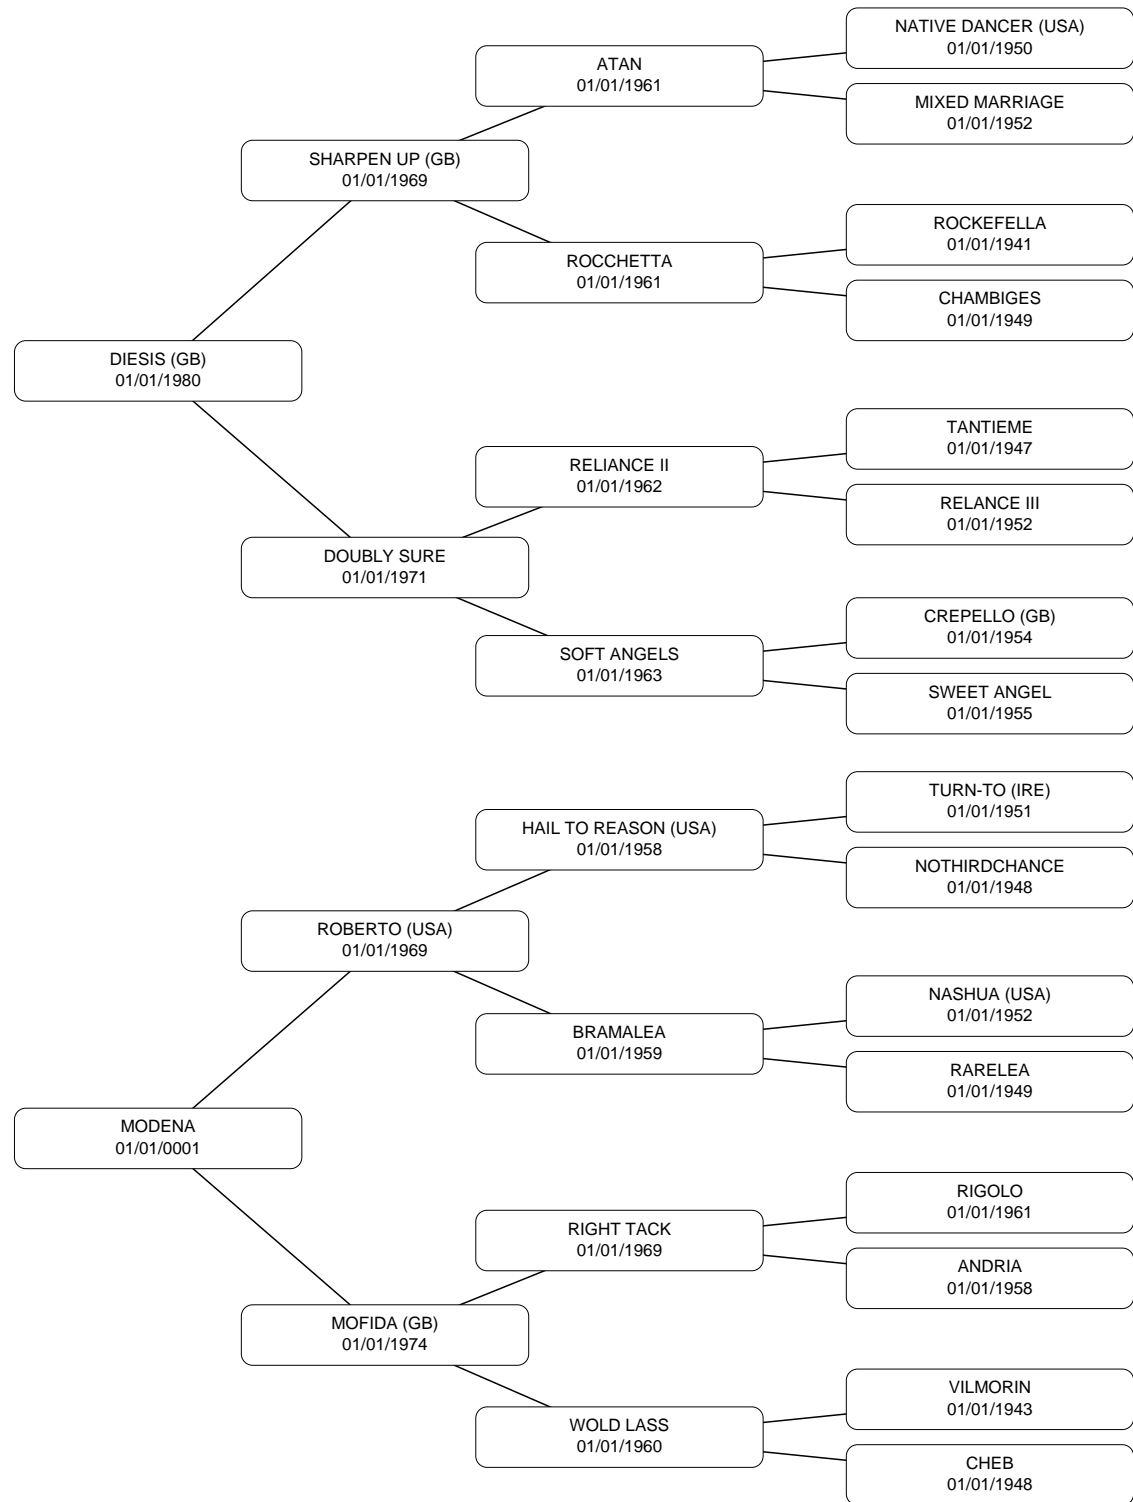 NATIVE DANCER (USA)
01/01/1950
ATAN
01/01/1961
MIXED MARRIAGE
01/01/1952
SHARPEN UP (GB)
01/01/1969
ROCKEFELLA
01/01/1941
ROCCHETTA
01/01/1961
CHAMBIGES
01/01/1949
DIESIS (GB)
01/01/1980
TANTIEME
01/01/1947
RELIANCE II
01/01/1962
RELANCE III
01/01/1952
DOUBLY SURE
01/01/1971
CREPELLO (GB)
01/01/1954
SOFT ANGELS
01/01/1963
SWEET ANGEL
01/01/1955
TURN-TO (IRE)
01/01/1951
HAIL TO REASON (USA)
01/01/1958
NOTHIRDCHANCE
01/01/1948
ROBERTO (USA)
01/01/1969
NASHUA (USA)
01/01/1952
BRAMALEA
01/01/1959
RARELEA
01/01/1949
MODENA
01/01/0001
RIGOLO
01/01/1961
RIGHT TACK
01/01/1969
ANDRIA
01/01/1958
MOFIDA (GB)
01/01/1974
VILMORIN
01/01/1943
WOLD LASS
01/01/1960
CHEB
01/01/1948